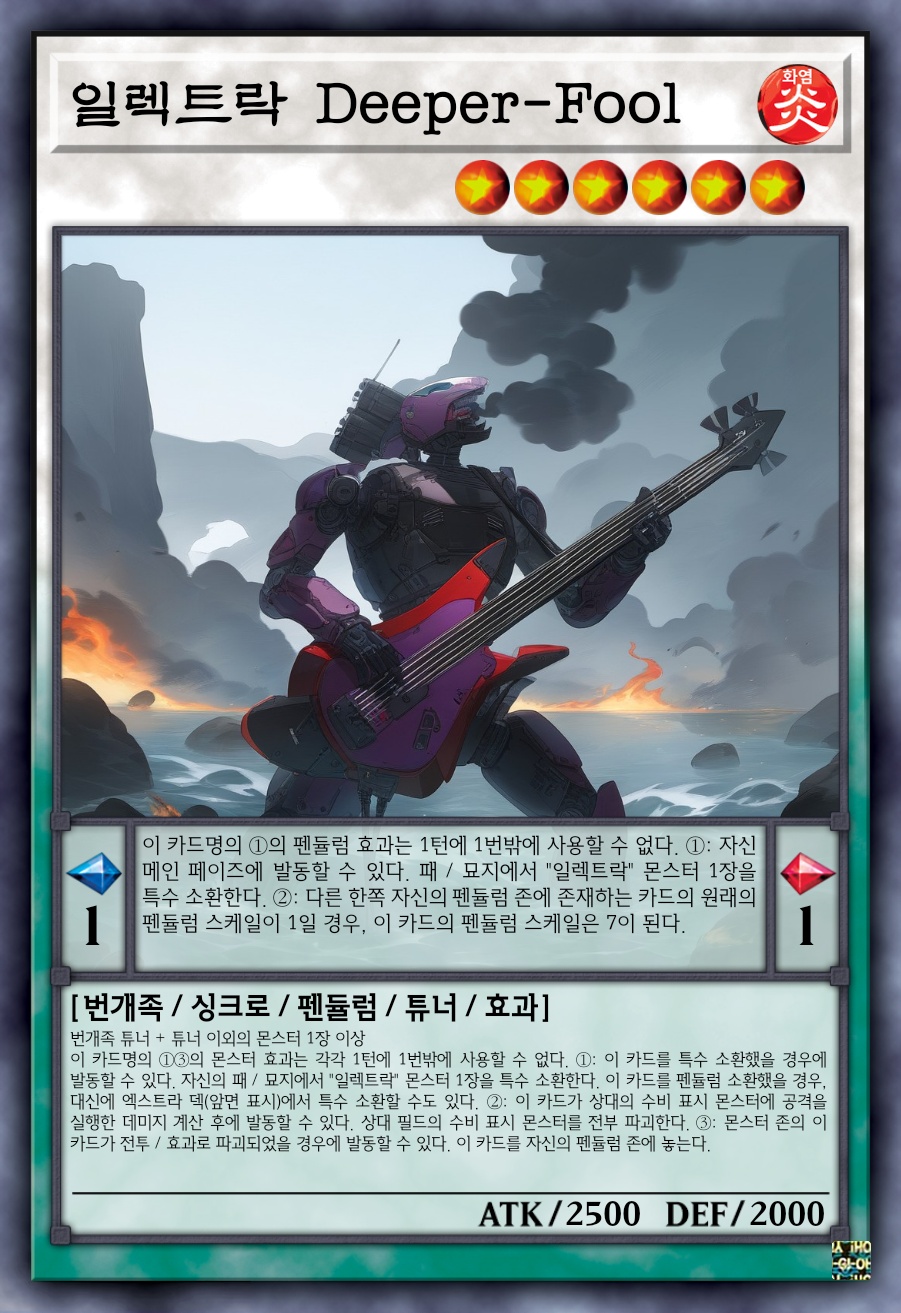 일렉트락 Deeper-Fool
화염
炎
이 카드명의 ①의 펜듈럼 효과는 1턴에 1번밖에 사용할 수 없다. ①: 자신
메인 페이즈에 발동할 수 있다. 패 / 묘지에서 "일렉트락" 몬스터 1장을
특수 소환한다. ②: 다른 한쪽 자신의 펜듈럼 존에 존재하는 카드의 원래의
펜듈럼 스케일이 1일 경우, 이 카드의 펜듈럼 스케일은 7이 된다.
1
1
[번개족 / 싱크로 / 펜듈럼 / 튜너 / 효과]
번개족 튜너 + 튜너 이외의 몬스터 1장 이상
이 카드명의 ①③의 몬스터 효과는 각각 1턴에 1번밖에 사용할 수 없다. ①: 이 카드를 특수 소환했을 경우에
발동할 수 있다. 자신의 패 / 묘지에서 "일렉트락" 몬스터 1장을 특수 소환한다. 이 카드를 펜듈럼 소환했을 경우,
대신에 엑스트라 덱(앞면 표시)에서 특수 소환할 수도 있다. ②: 이 카드가 상대의 수비 표시 몬스터에 공격을
실행한 데미지 계산 후에 발동할 수 있다. 상대 필드의 수비 표시 몬스터를 전부 파괴한다. ③: 몬스터 존의 이
카드가 전투 / 효과로 파괴되었을 경우에 발동할 수 있다. 이 카드를 자신의 펜듈럼 존에 놓는다.
ATK/2500 DEF/2000